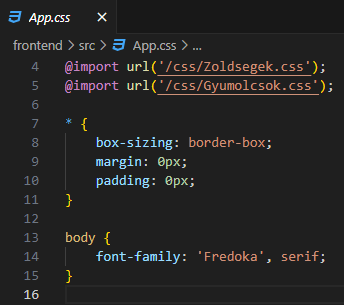 App.css
frontend > src > App.css > ...
4 @import url('/css/Zoldsegek.css');
5 @import url('/css/Gyumolcsok.css');
6
7 * {
8     box-sizing: border-box;
9     margin: 0px;
10     padding: 0px;
11 }
12
13 body {
14     font-family: 'Fredoka', serif;
15 }
16